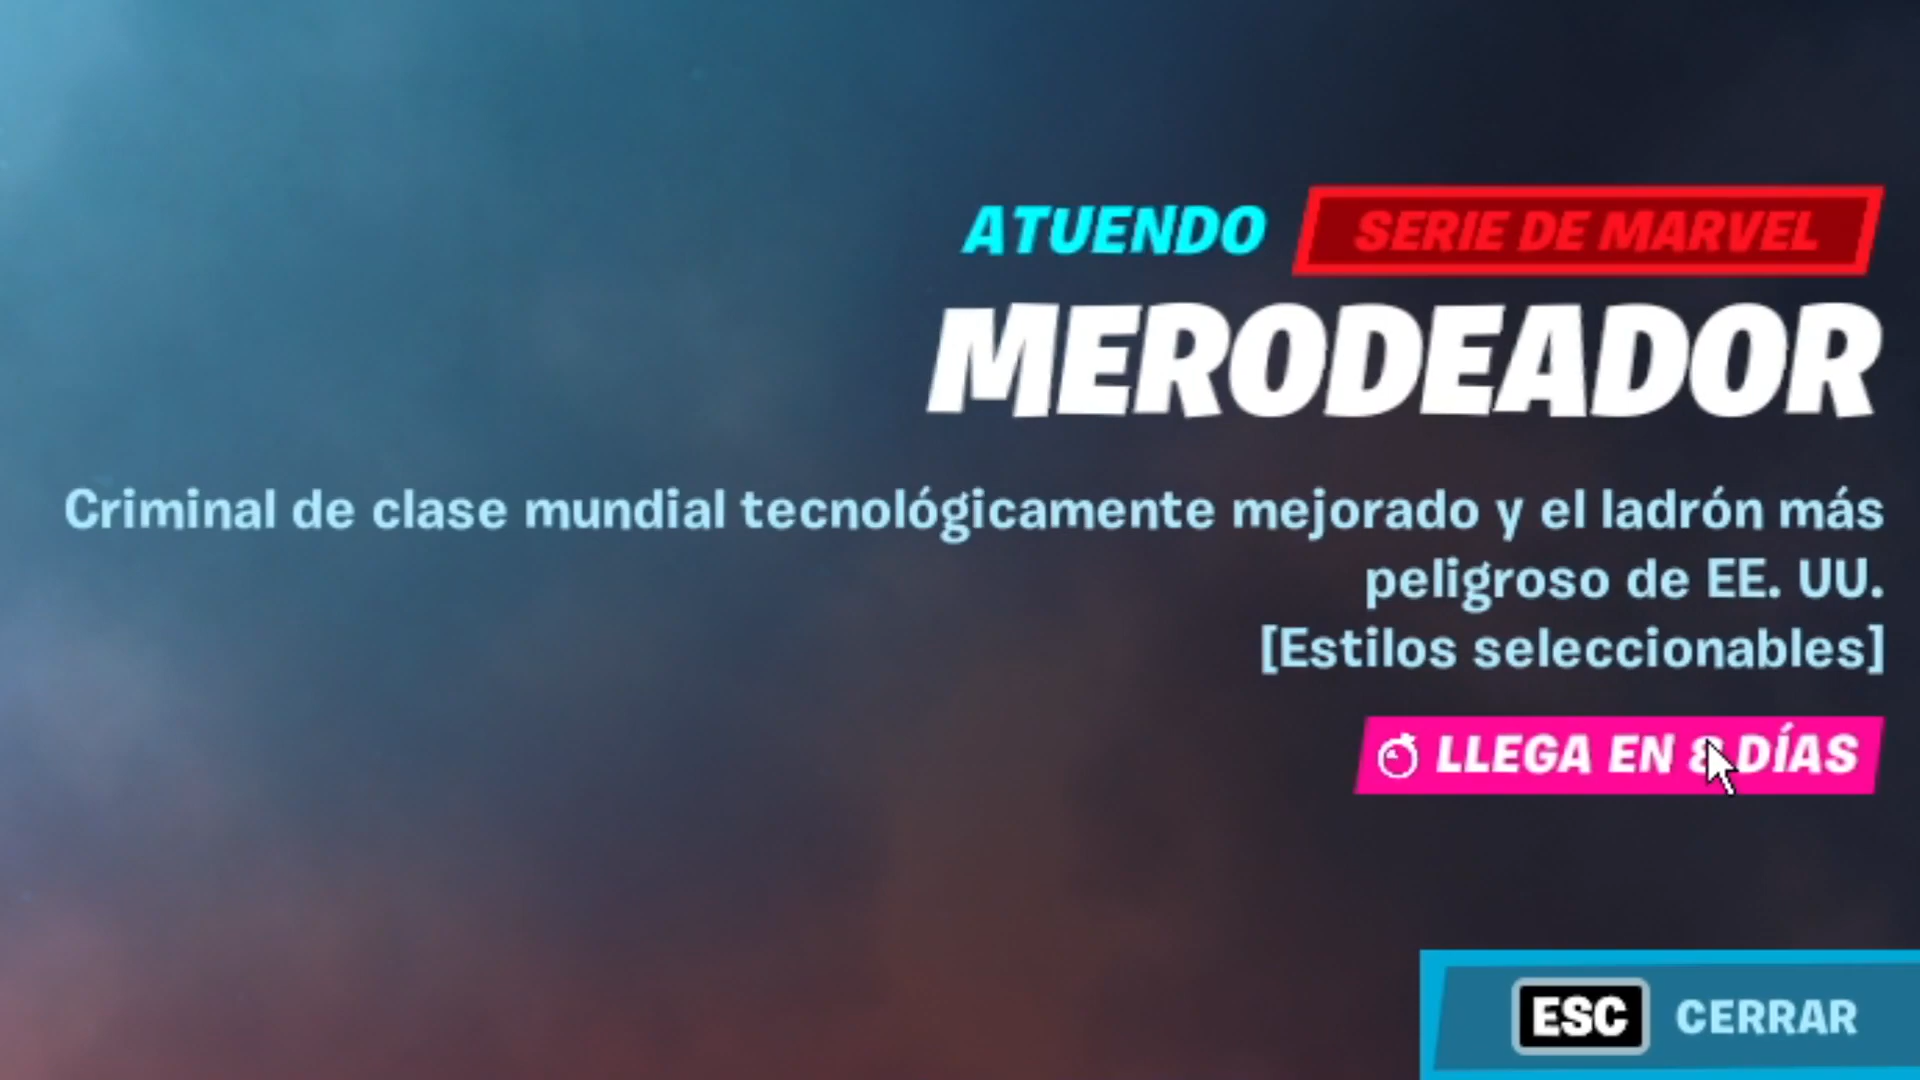 ATUENDO SERIE DE MARVEL
MERODEADOR
Criminal de clase mundial tecnológicamente mejorado y el ladrón más
peligroso de EE. UU.
[Estilos seleccionables]
LLEGA EN 8 DÍAS
ESC CERRAR